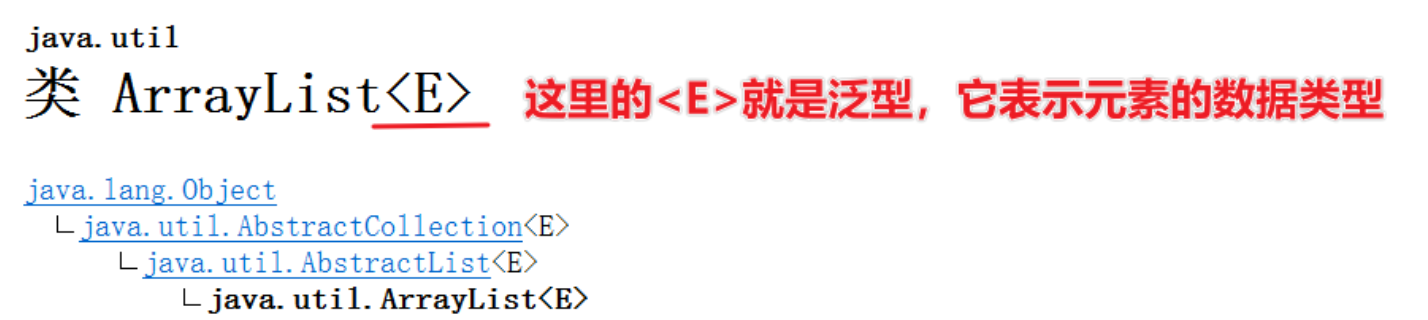 java.util
类 ArrayList<E> 这里的<E>就是泛型，它表示元素的数据类型
java.lang.Object
java.util.AbstractCollection<E>
java.util.AbstractList<E>
java.util.ArrayList<E>